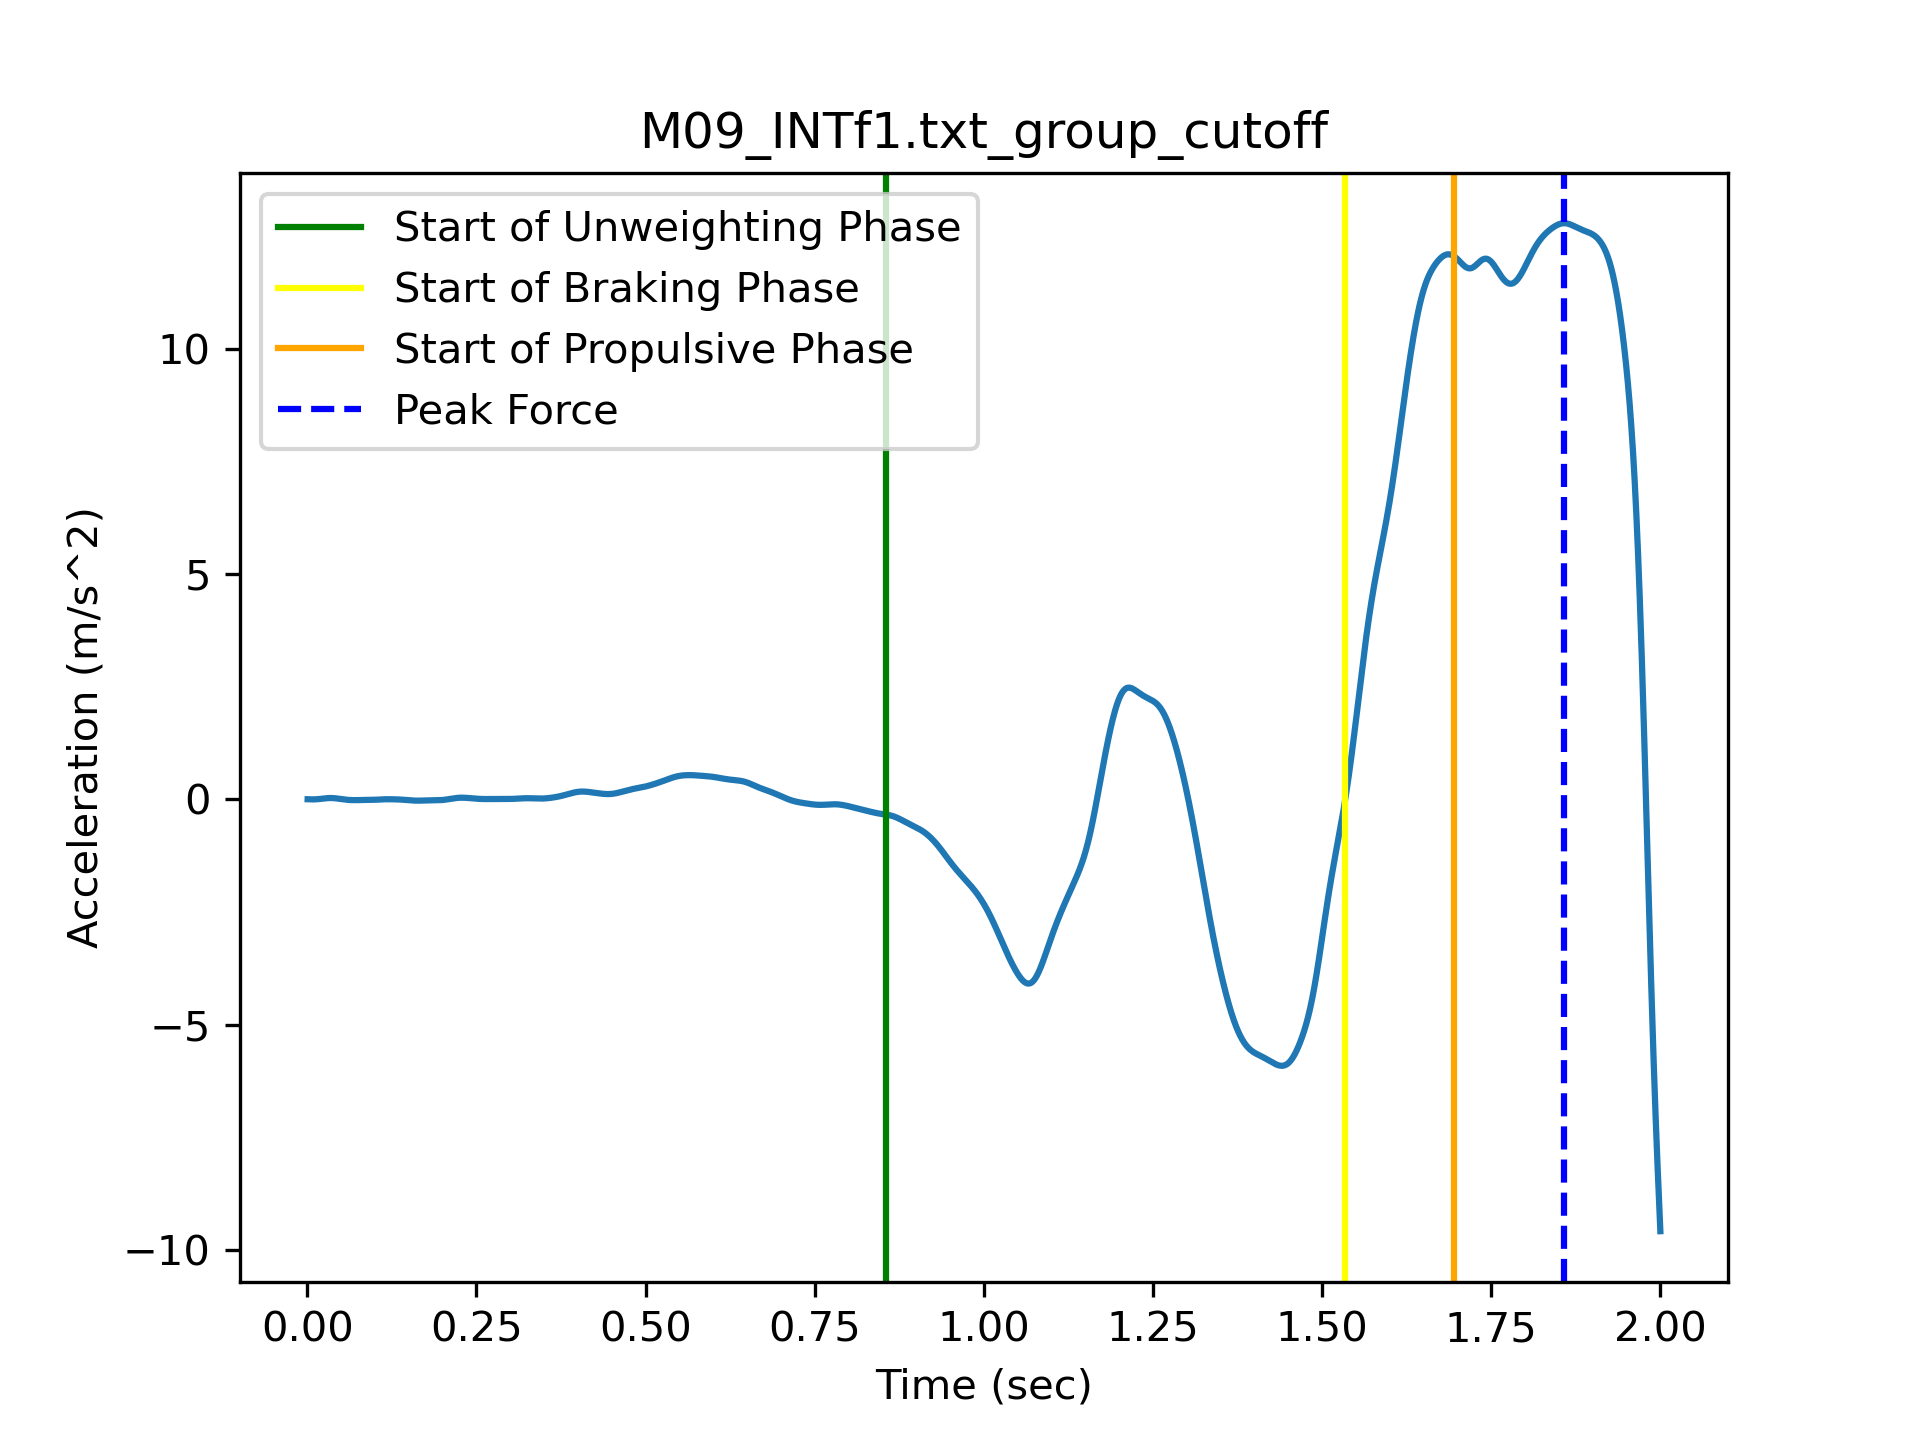 M09_INTf1.txt_group_cutoff
Start of Unweighting Phase
Start of Braking Phase
Start of Propulsive Phase
Peak Force
Acceleration (m/s^2)
10
5
0
−5
−10
0.00 0.25 0.50 0.75 1.00 1.25 1.50 1.75 2.00
Time (sec)